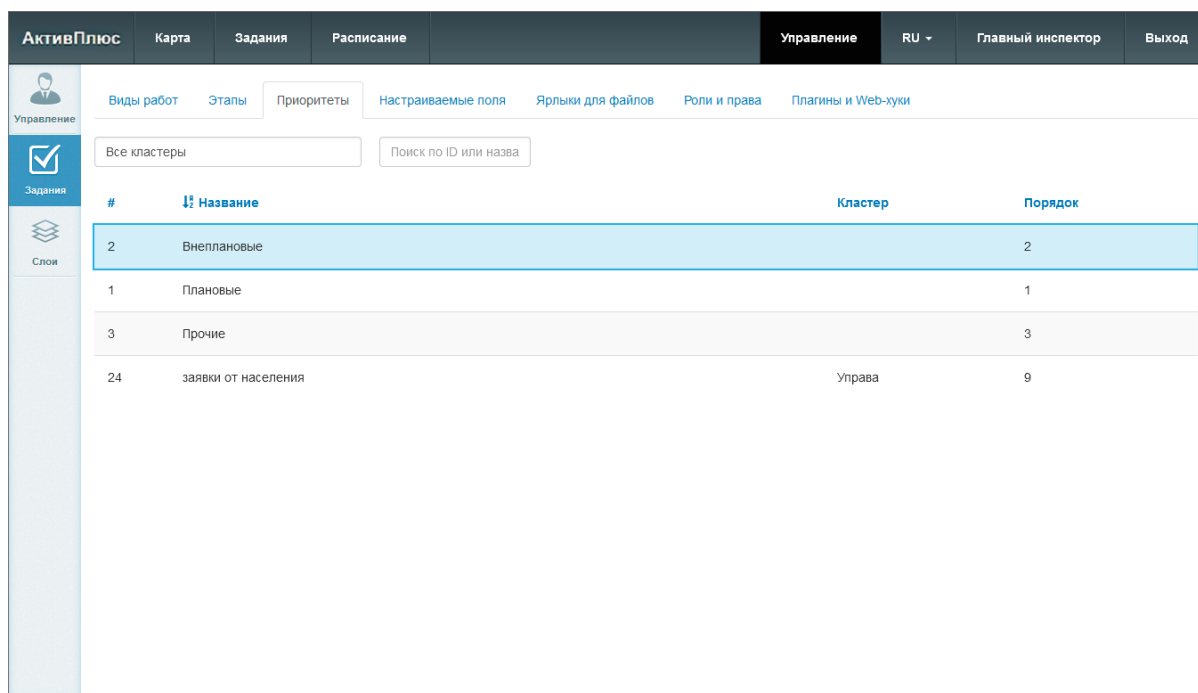 АктивПлюс Карта Задания Расписание Управление RU Главный инспектор Выход
Управление
Задания
Слои
Виды работ Этапы Приоритеты Настраиваемые поля Ярлыки для файлов Роли и права Плагины и Web-хуки
Все кластеры Поиск по ID или назва
# Название Кластер Порядок
2 Внеплановые 2
1 Плановые 1
3 Прочие 3
24 заявки от населения Управа 9